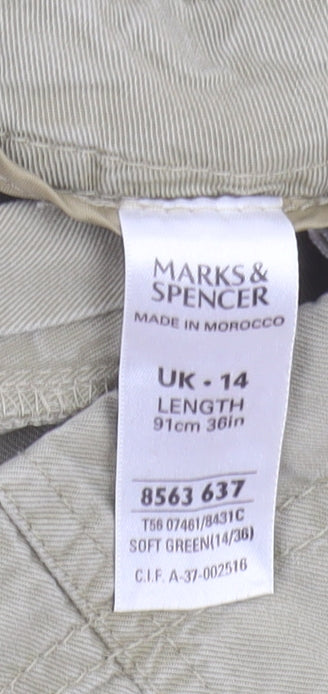 MARKS &
SPENCER
MADE IN MOROCCO
UK • 14
LENGTH
91cm 36in
8563 637
T56 07461/8431C
SOFT GREEN(14/36)
C.I.F. A-37-002516